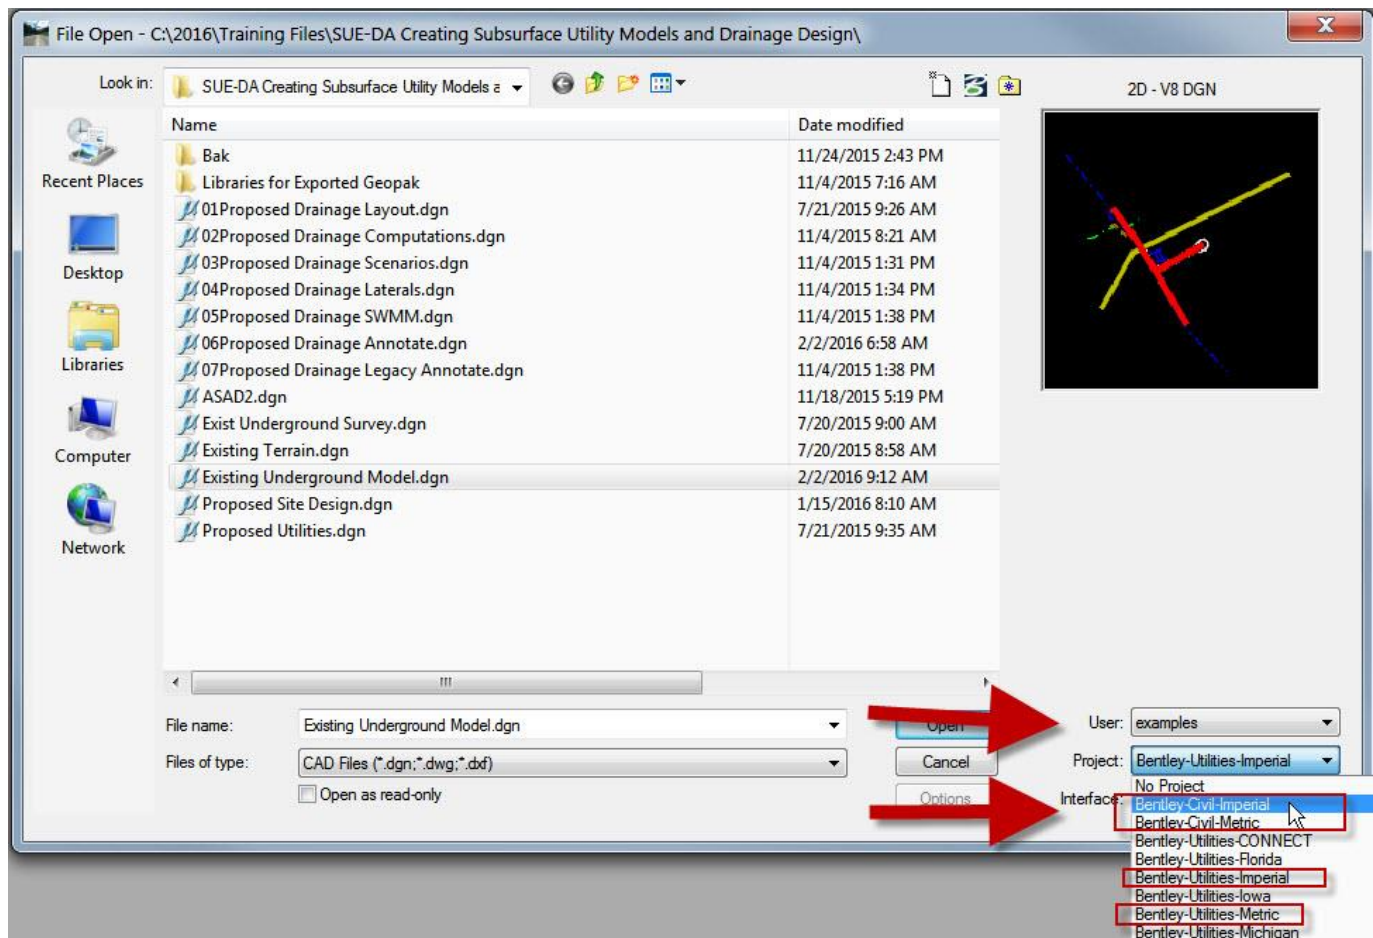 File Open - C:\2016\Training Files\SUE-DA Creating Subsurface Utility Models and Drainage Design\
X
Look in: SUE-DA Creating Subsurface Utility Models a
2D - V8 DGN
Name Date modified
Recent Places
Desktop
Libraries
Computer
Network
Bak 11/24/2015 2:43 PM
Libraries for Exported Geopak 11/4/2015 7:16 AM
01Proposed Drainage Layout.dgn 7/21/2015 9:26 AM
02Proposed Drainage Computations.dgn 11/4/2015 8:21 AM
03Proposed Drainage Scenarios.dgn 11/4/2015 1:31 PM
04Proposed Drainage Laterals.dgn 11/4/2015 1:34 PM
05Proposed Drainage SWMM.dgn 11/4/2015 1:38 PM
06Proposed Drainage Annotate.dgn 2/2/2016 6:58 AM
07Proposed Drainage Legacy Annotate.dgn 11/4/2015 1:38 PM
ASAD2.dgn 11/18/2015 5:19 PM
Exist Underground Survey.dgn 7/20/2015 9:00 AM
Existing Terrain.dgn 7/20/2015 8:58 AM
Existing Underground Model.dgn 2/2/2016 9:12 AM
Proposed Site Design.dgn 1/15/2016 8:10 AM
Proposed Utilities.dgn 7/21/2015 9:35 AM
File name: Existing Underground Model.dgn Open User: examples
Files of type: CAD Files (*.dgn;*.dwg;*.dxf) Cancel Project: Bentley-Utilities-Imperial
Open as read-only Options Interface:
No Project
Bentley-Civil-Imperial
Bentley-Civil-Metric
Bentley-Utilities-CONNECT
Bentley-Utilities-Florida
Bentley-Utilities-Imperial
Bentley-Utilities-Iowa
Bentley-Utilities-Metric
Bentley-Utilities-Michigan